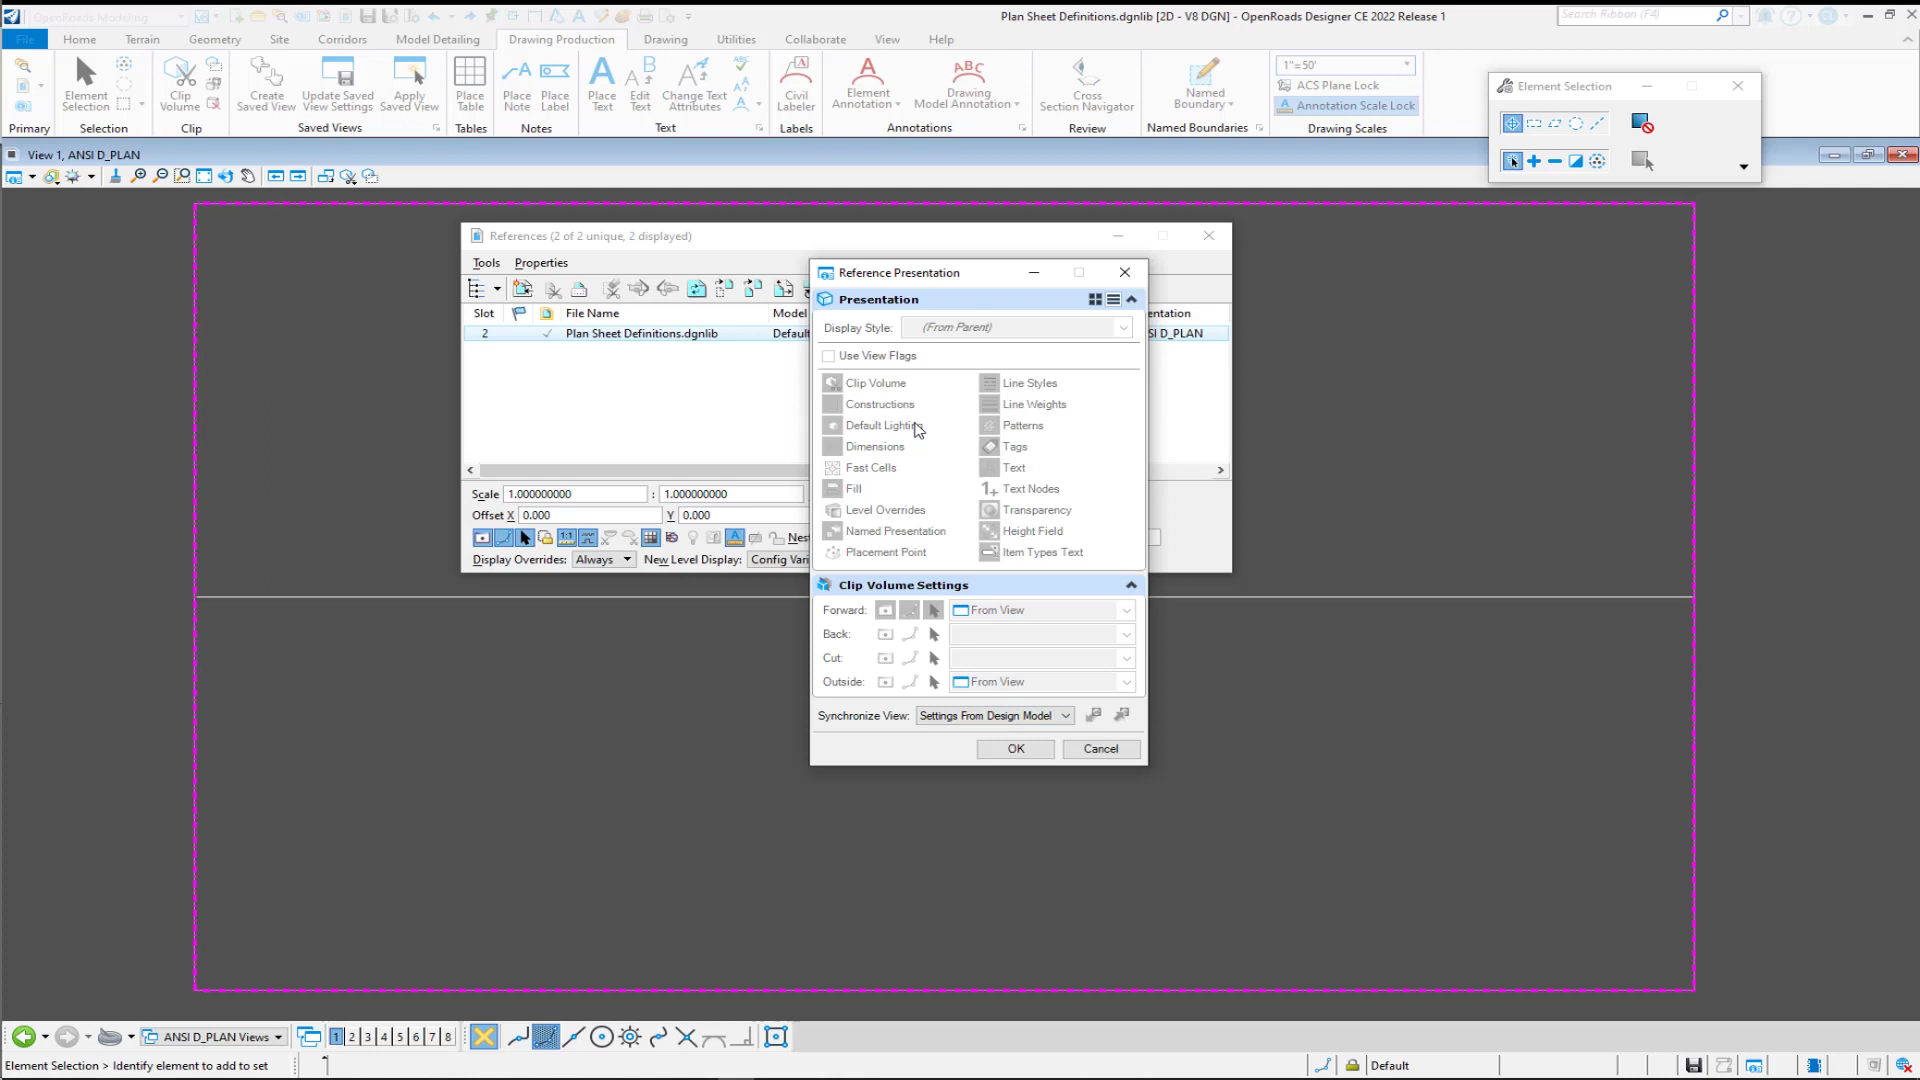 OpenRoads Modeling
Plan Sheet Definitions.dgnlib [2D - V8 DGN] - OpenRoads Designer CE 2022 Release 1
Search Ribbon (F4)
File Home Terrain Geometry Site Corridors Model Detailing Drawing Production Drawing Utilities Collaborate View Help
Element Selection
Clip Volume
Create Saved View
Update Saved View Settings
Apply Saved View
Place Table
Place Note
Place Label
Place Text
Edit Text
Change Text Attributes
Civil Labeler
Element Annotation
Drawing Model Annotation
Cross Section Navigator
Named Boundary
1"=50'
ACS Plane Lock
Annotation Scale Lock
Primary Selection Clip Saved Views Tables Notes Text Labels Annotations Review Named Boundaries Drawing Scales
Element Selection
View 1, ANSI D_PLAN
References (2 of 2 unique, 2 displayed)
Tools Properties
Slot File Name Model
2 Plan Sheet Definitions.dgnlib Defaul
entation
SI D_PLAN
Scale 1.000000000 : 1.000000000
Offset X 0.000 Y 0.000
Nest
Display Overrides: Always New Level Display: Config Vari
Reference Presentation
Presentation
Display Style: (From Parent)
Use View Flags
Clip Volume Line Styles
Constructions Line Weights
Default Lighting Patterns
Dimensions Tags
Fast Cells Text
Fill Text Nodes
Level Overrides Transparency
Named Presentation Height Field
Placement Point Item Types Text
Clip Volume Settings
Forward: From View
Back:
Cut:
Outside: From View
Synchronize View: Settings From Design Model
OK Cancel
ANSI D_PLAN Views 1 2 3 4 5 6 7 8
Element Selection > Identify element to add to set
Default